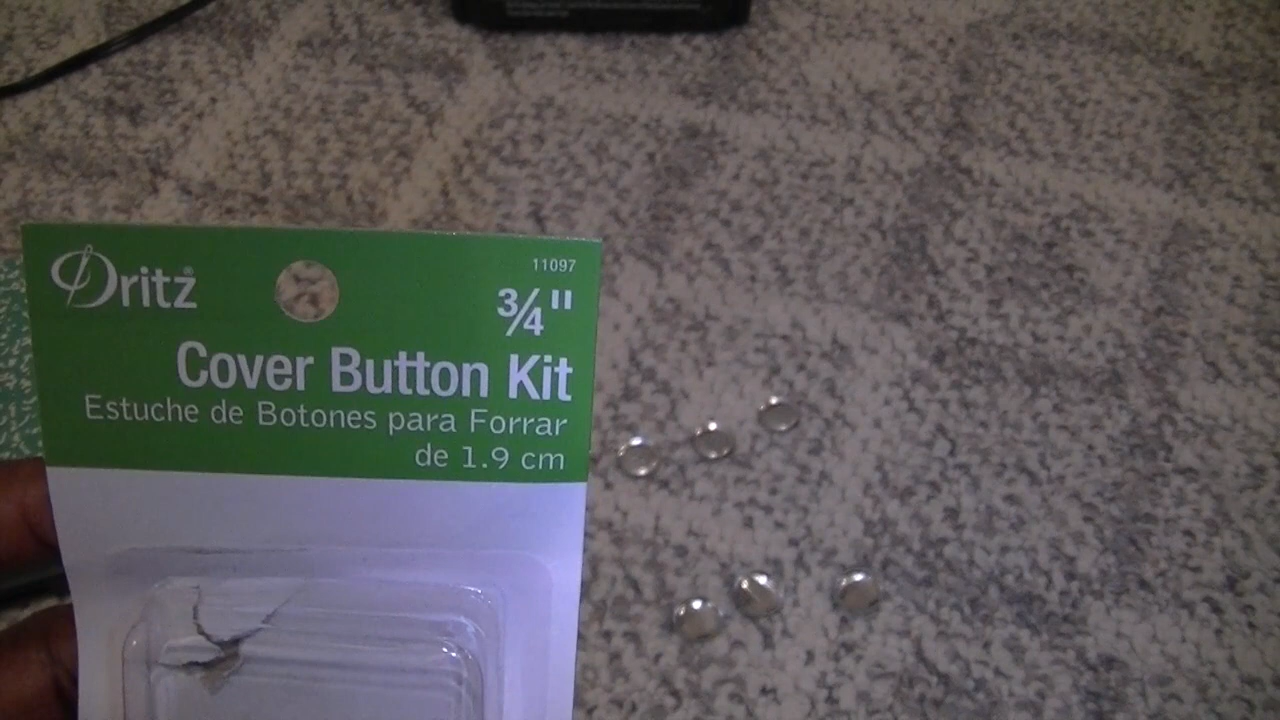 Dritz®
11097
3/4"
Cover Button Kit
Estuche de Botones para Forrar
de 1.9 cm